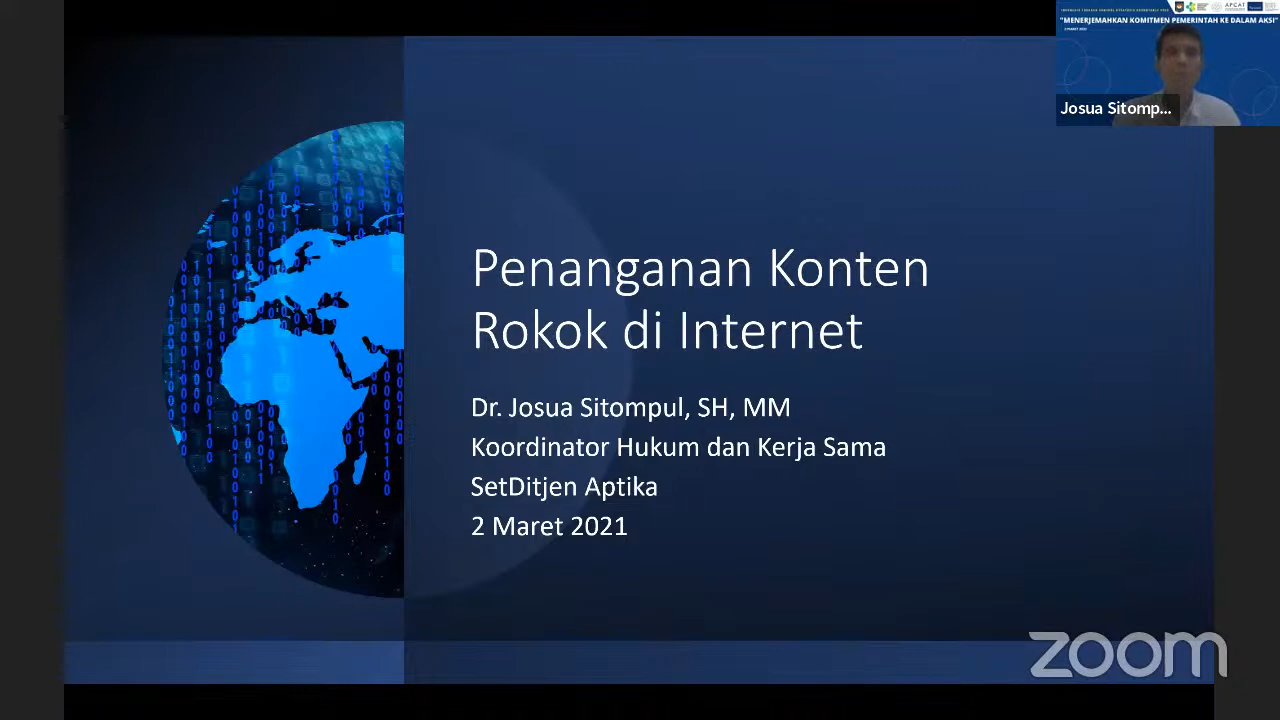 "MENERJEMAHKAN KOMITMEN PEMERINTAH KE DALAM AKSI"
APCAT
Josua Sitomp...
Penanganan Konten
Rokok di Internet
Dr. Josua Sitompul, SH, MM
Koordinator Hukum dan Kerja Sama
SetDitjen Aptika
2 Maret 2021
zoom